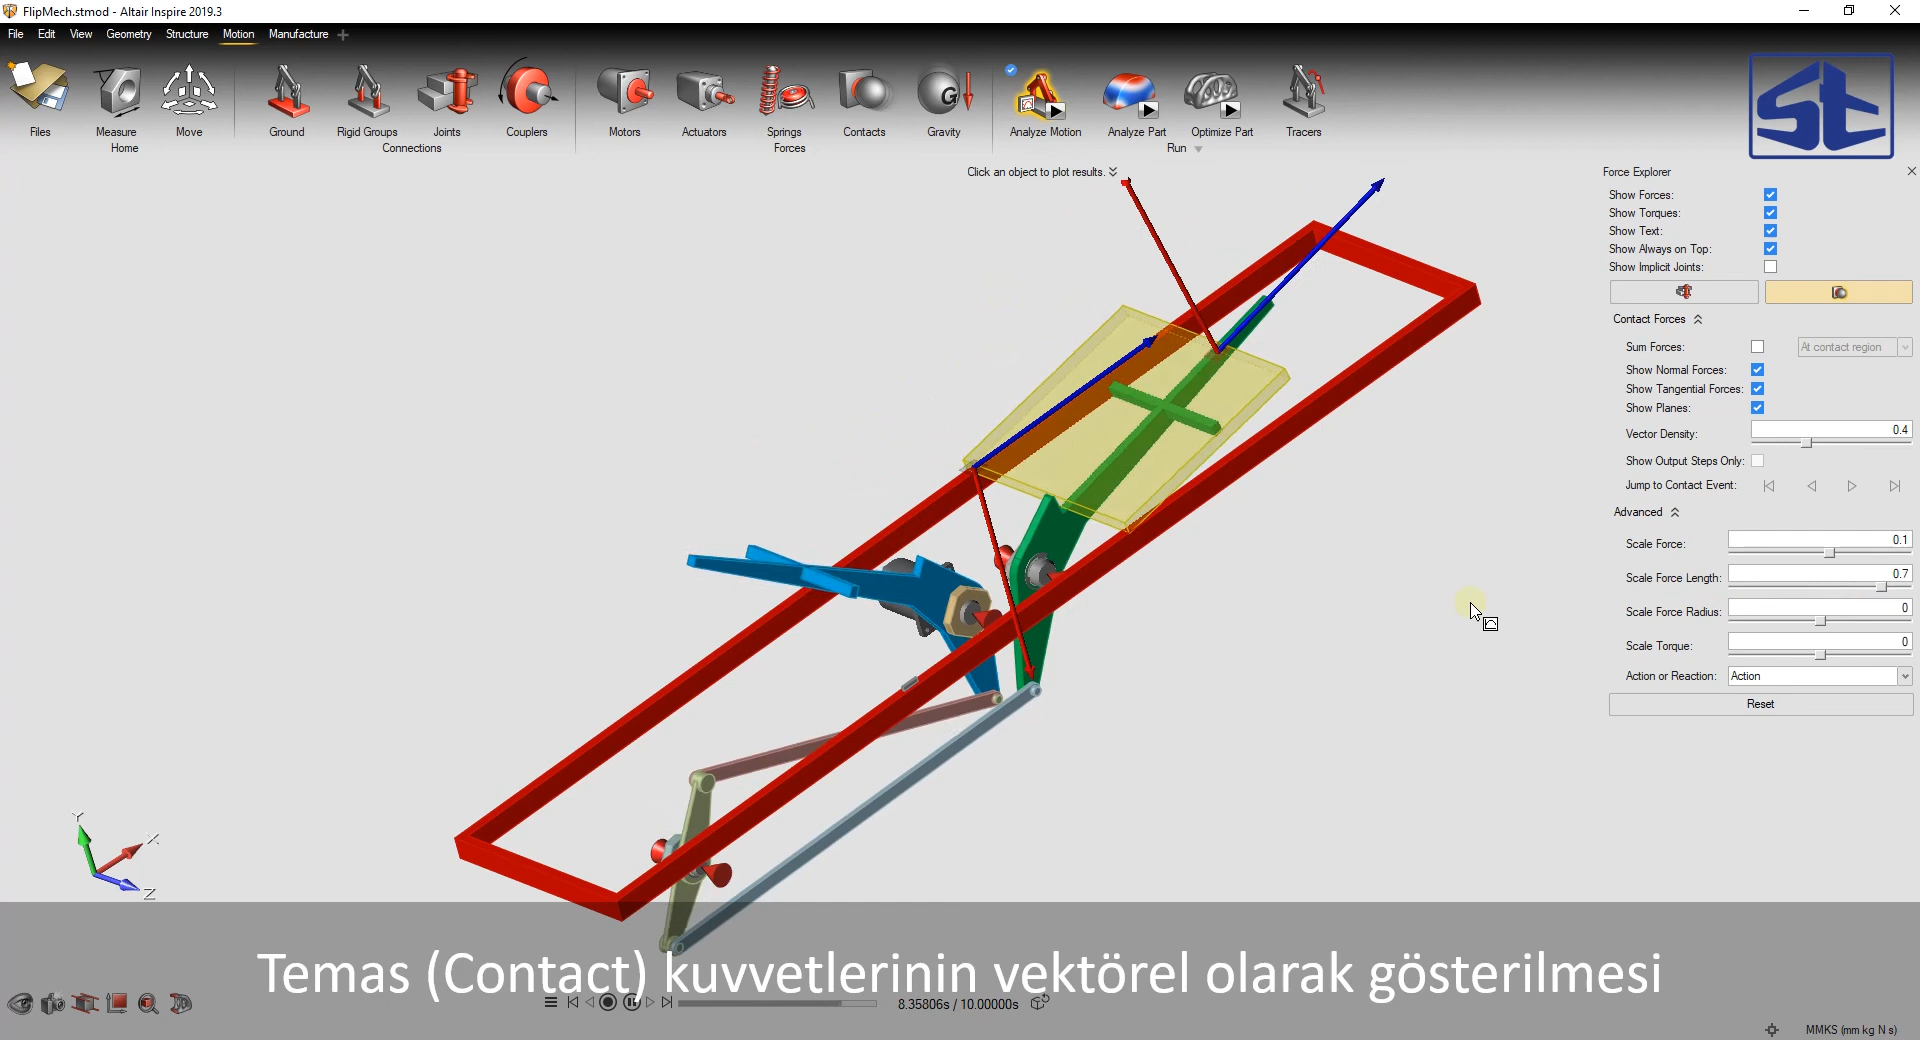 FlipMech.stmod - Altair Inspire 2019.3
File Edit View Geometry Structure Motion Manufacture
Files Measure Move Ground Rigid Groups Joints Couplers Motors Actuators Springs Contacts Gravity Analyze Motion Analyze Part Optimize Part Tracers
Home Connections Forces Run
G
st
Click an object to plot results.
Force Explorer
Show Forces:
Show Torques:
Show Text:
Show Always on Top:
Show Implicit Joints:
Contact Forces
Sum Forces: At contact region
Show Normal Forces:
Show Tangential Forces:
Show Planes:
Vector Density: 0.4
Show Output Steps Only:
Jump to Contact Event:
Advanced
Scale Force: 0.1
Scale Force Length: 0.7
Scale Force Radius: 0
Scale Torque: 0
Action or Reaction: Action
Reset
Y
X
Z
Temas (Contact) kuvvetlerinin vektörel olarak gösterilmesi
8.35806s / 10.00000s
MMKS (mm kg N s)